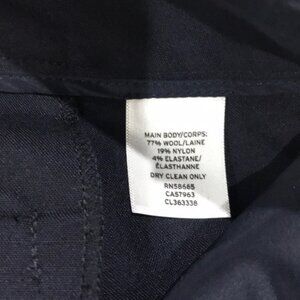 MAIN BODY/CORPS:
77% WOOL/LAINE
19% NYLON
4% ELASTANE/
ÉLASTHANNE
DRY CLEAN ONLY
RN58685
CA57963
CL363338